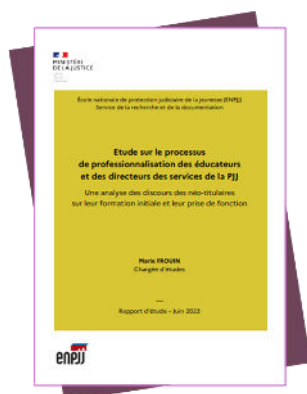 MINISTÈRE
DE LA JUSTICE
École nationale de protection judiciaire de la jeunesse (ENPJJ)
Service de la recherche et de la documentation
Etude sur le processus
de professionnalisation des éducateurs
et des directeurs des services de la PJJ
Une analyse des discours des néo-titulaires
sur leur formation initiale et leur prise de fonction
Marie FROUIN
Chargée d'études
Rapport d'étude – Juin 2023
enpjj